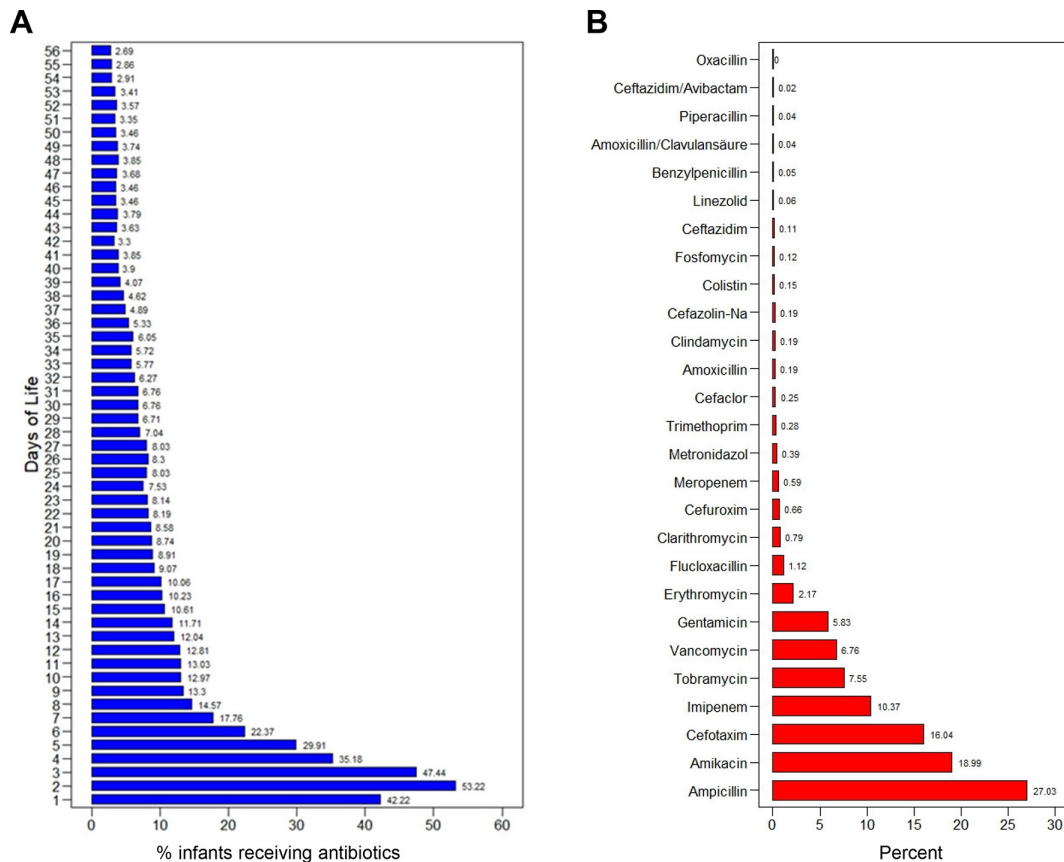 A
Days of Life
56 2.69
55 2.86
54 2.91
53 3.41
52 3.57
51 3.35
50 3.46
49 3.74
48 3.85
47 3.68
46 3.46
45 3.46
44 3.79
43 3.63
42 3.3
41 3.85
40 3.9
39 4.07
38 4.62
37 4.89
36 5.33
35 6.05
34 5.72
33 5.77
32 6.27
31 6.76
30 6.76
29 6.71
28 7.04
27 8.03
26 8.3
25 8.03
24 7.53
23 8.14
22 8.19
21 8.58
20 8.74
19 8.91
18 9.07
17 10.06
16 10.23
15 10.61
14 11.71
13 12.04
12 12.81
11 13.03
10 12.97
9 13.3
8 14.57
7 17.76
6 22.37
5 29.91
4 35.18
3 47.44
2 53.22
1 42.22
0 10 20 30 40 50 60
% infants receiving antibiotics
B
Oxacillin 0
Ceftazidim/Avibactam 0.02
Piperacillin 0.04
Amoxicillin/Clavulansäure 0.04
Benzylpenicillin 0.05
Linezolid 0.06
Ceftazidim 0.11
Fosfomycin 0.12
Colistin 0.15
Cefazolin-Na 0.19
Clindamycin 0.19
Amoxicillin 0.19
Cefaclor 0.25
Trimethoprim 0.28
Metronidazol 0.39
Meropenem 0.59
Cefuroxim 0.66
Clarithromycin 0.79
Flucloxacillin 1.12
Erythromycin 2.17
Gentamicin 5.83
Vancomycin 6.76
Tobramycin 7.55
Imipenem 10.37
Cefotaxim 16.04
Amikacin 18.99
Ampicillin 27.03
0 5 10 15 20 25 30
Percent